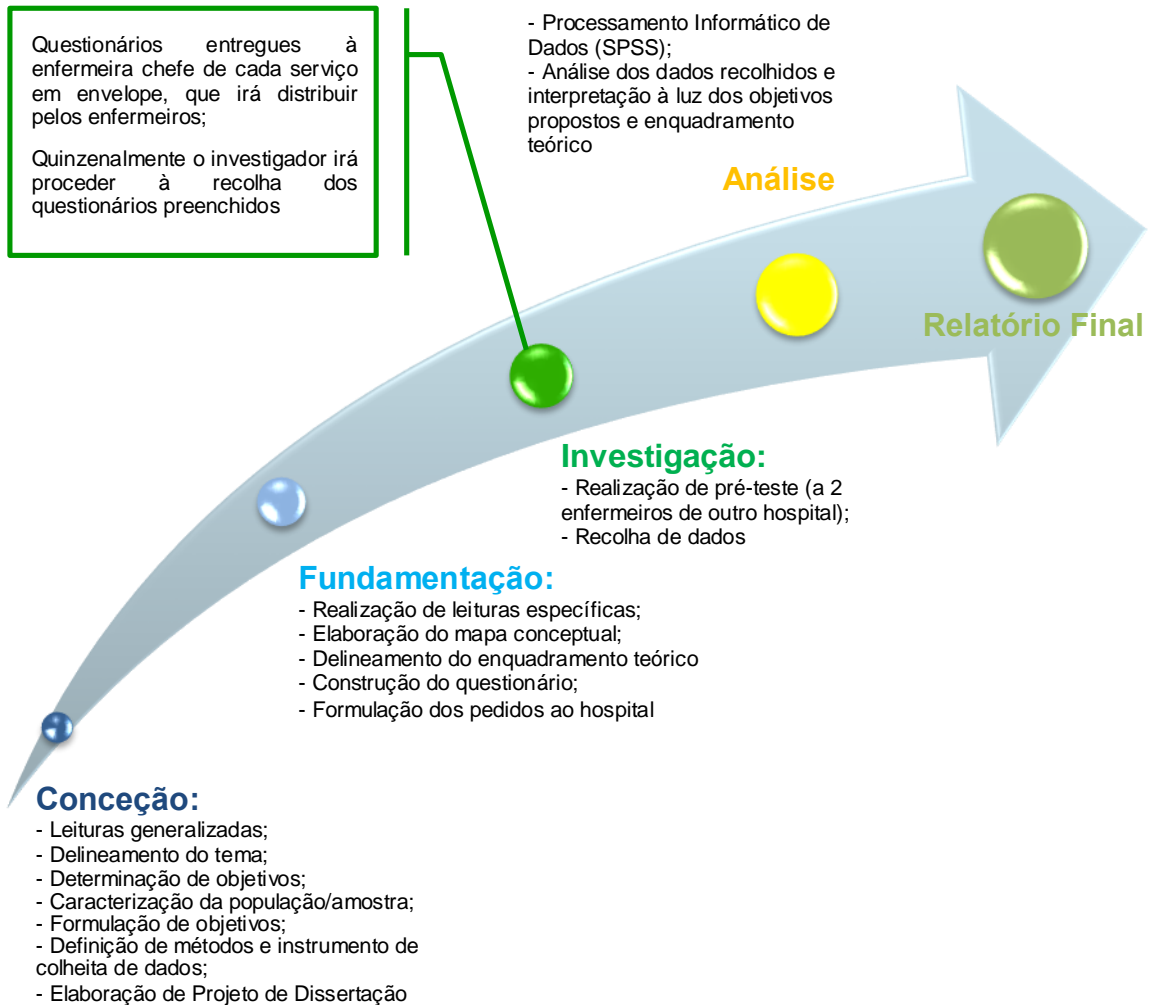 Questionários entregues à
enfermeira chefe de cada serviço
em envelope, que irá distribuir
pelos enfermeiros;
Quinzenalmente o investigador irá
proceder à recolha dos
questionários preenchidos
- Processamento Informático de
Dados (SPSS);
- Análise dos dados recolhidos e
interpretação à luz dos objetivos
propostos e enquadramento
teórico
Análise
Relatório Final
Investigação:
- Realização de pré-teste (a 2
enfermeiros de outro hospital);
- Recolha de dados
Fundamentação:
- Realização de leituras específicas;
- Elaboração do mapa conceptual;
- Delineamento do enquadramento teórico
- Construção do questionário;
- Formulação dos pedidos ao hospital
Conceção:
- Leituras generalizadas;
- Delineamento do tema;
- Determinação de objetivos;
- Caracterização da população/amostra;
- Formulação de objetivos;
- Definição de métodos e instrumento de
colheita de dados;
- Elaboração de Projeto de Dissertação